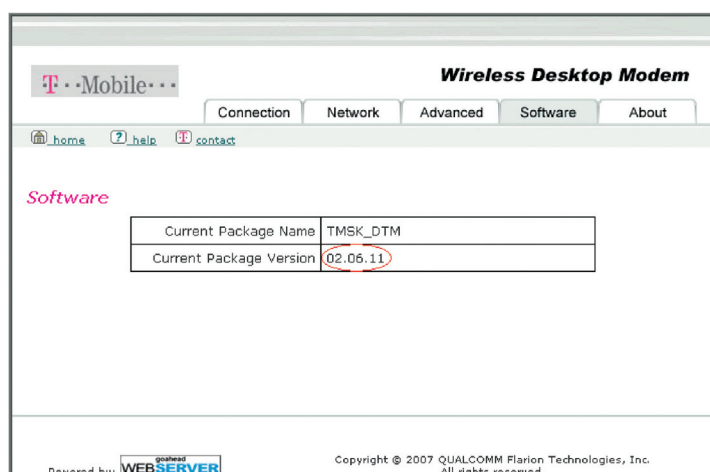 T··Mobile···
Wireless Desktop Modem
Connection Network Advanced Software About
home ? help T contact
Software
Current Package Name TMSK_DTM
Current Package Version 02.06.11
Copyright © 2007 QUALCOMM Flarion Technologies, Inc.
All rights reserved
Powered by: goahead WEBSERVER